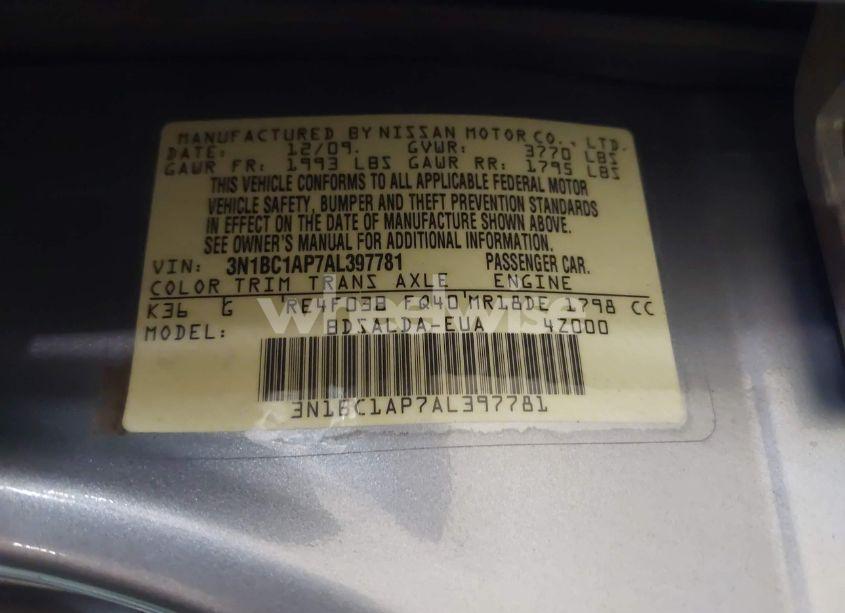 MANUFACTURED BY NISSAN MOTOR CO., LTD.
DATE: 12/09. GVWR: 3770 LBS
GAWR FR: 1993 LBS GAWR RR: 1795 LBS
THIS VEHICLE CONFORMS TO ALL APPLICABLE FEDERAL MOTOR
VEHICLE SAFETY, BUMPER AND THEFT PREVENTION STANDARDS
IN EFFECT ON THE DATE OF MANUFACTURE SHOWN ABOVE.
SEE OWNER'S MANUAL FOR ADDITIONAL INFORMATION.
VIN: 3N1BC1AP7AL397781 PASSENGER CAR.
COLOR TRIM TRANS AXLE ENGINE
K36 G RE4F03B FQ40 MR18DE 1798 CC
MODEL: BDSALDA-EUA 4Z000
3N1BC1AP7AL397781